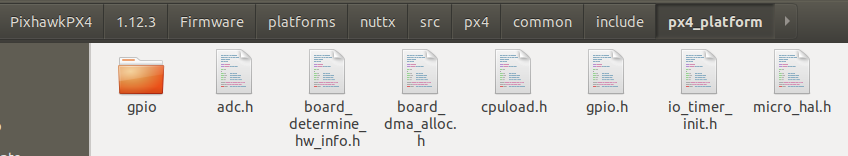 PixhawkPX4 1.12.3 Firmware platforms nuttx src px4 common include px4_platform
gpio
adc.h
board_
determine_
hw_info.h
board_
dma_alloc.
h
cpuload.h
gpio.h
io_timer_
init.h
micro_hal.h